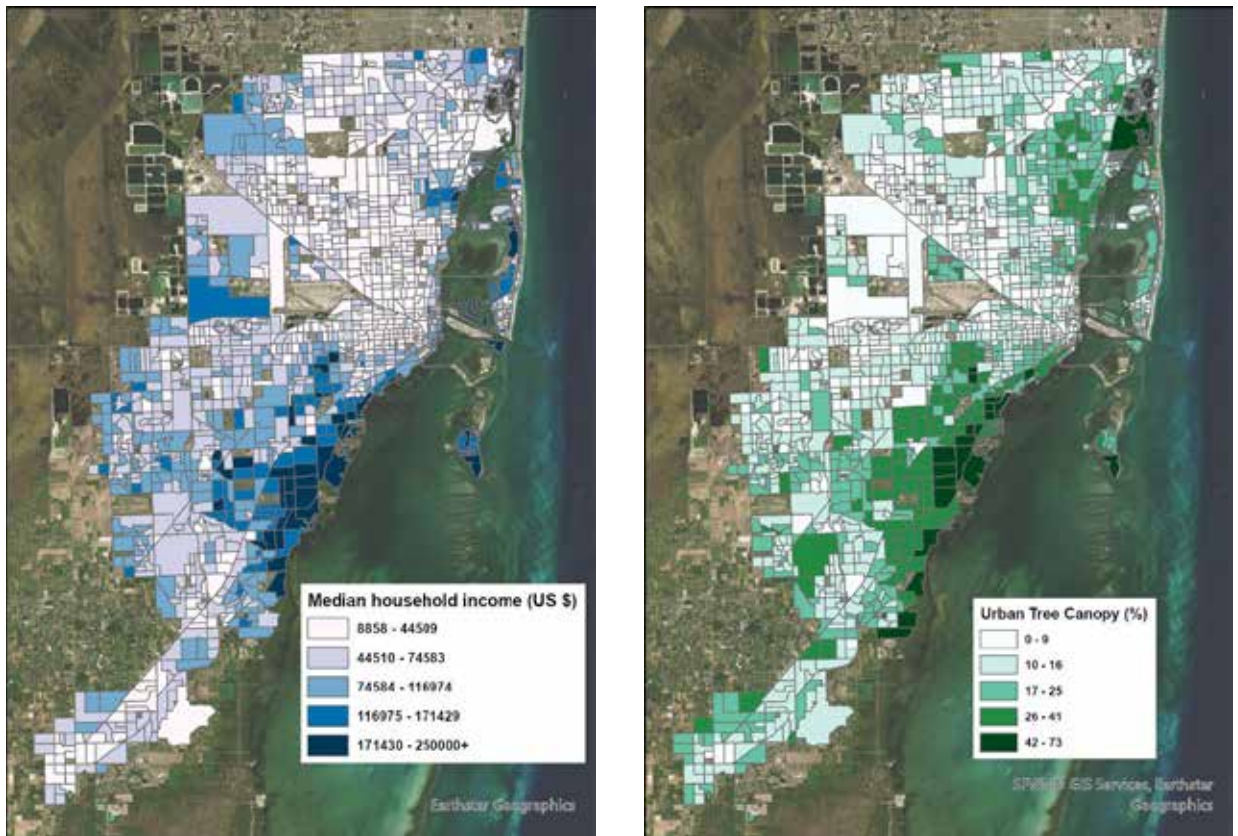 Median household income (US $)
8858 - 44509
44510 - 74583
74584 - 116974
116975 - 171429
171430 - 250000+
Earthstar Geographics
Urban Tree Canopy (%)
0 - 9
10 - 16
17 - 25
26 - 41
42 - 73
GIS Services, Earthstar
Geographics